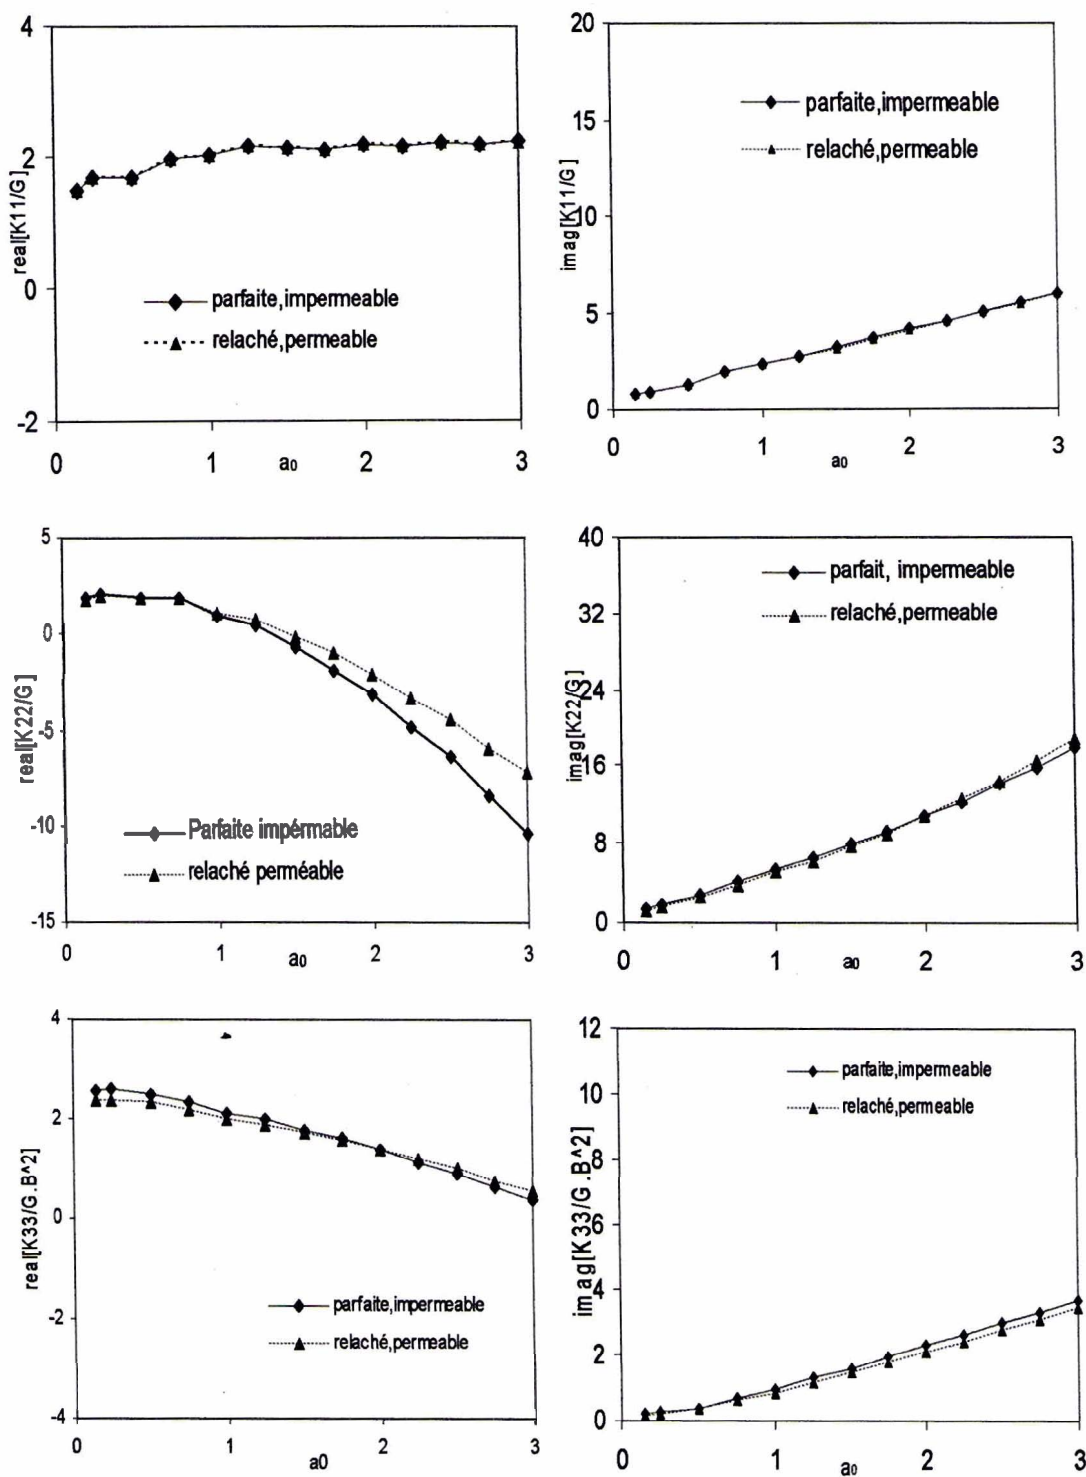 4
2
0
-2
real[K11/G]
parfaite,impermeable
relaché,permeable
0 1 a0 2 3
20
15
10
5
0
imag[K11/G]
parfaite,impermeable
relaché,permeable
0 1 a0 2 3
5
0
-5
-10
-15
real[K22/G]
Parfaite impérmable
relaché perméable
0 1 a0 2 3
40
32
24
16
8
0
imag[K22/G]
parfait, impermeable
relaché,permeable
0 1 a0 2 3
4
2
0
-2
-4
real[K33/G.B^2]
parfaite,impermeable
relaché,permeable
0 1 a0 2 3
12
10
8
6
4
2
0
imag[K33/G.B^2]
parfaite,impermeable
relaché,permeable
0 1 a0 2 3